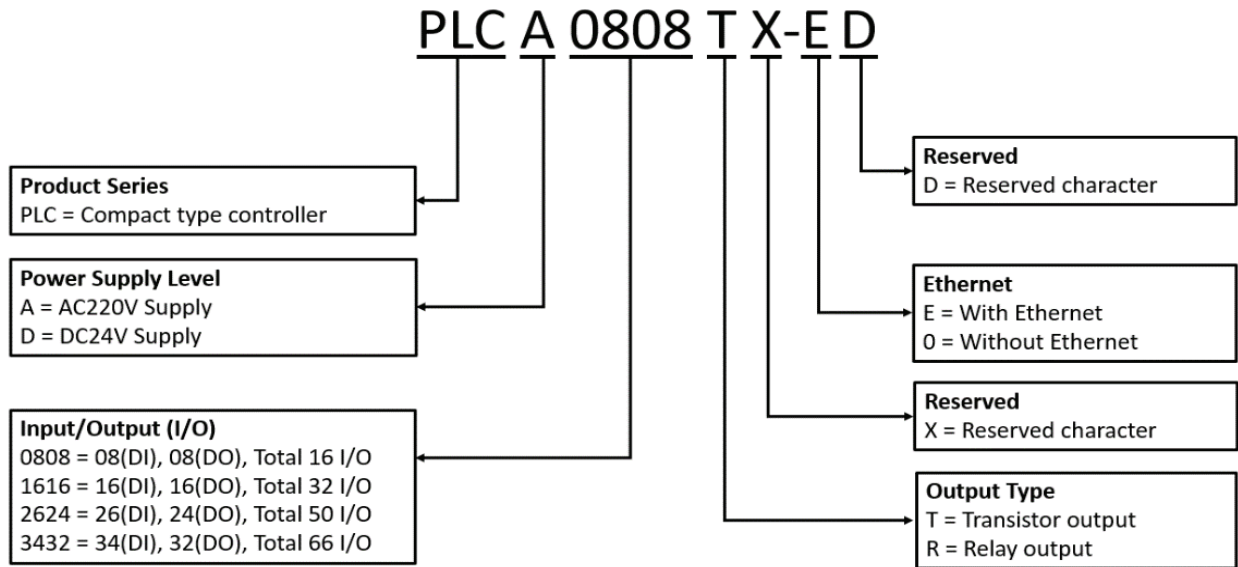 PLC A 0808 T X-E D
Product Series
PLC = Compact type controller
Power Supply Level
A = AC220V Supply
D = DC24V Supply
Input/Output (I/O)
0808 = 08(DI), 08(DO), Total 16 I/O
1616 = 16(DI), 16(DO), Total 32 I/O
2624 = 26(DI), 24(DO), Total 50 I/O
3432 = 34(DI), 32(DO), Total 66 I/O
Reserved
D = Reserved character
Ethernet
E = With Ethernet
0 = Without Ethernet
Reserved
X = Reserved character
Output Type
T = Transistor output
R = Relay output